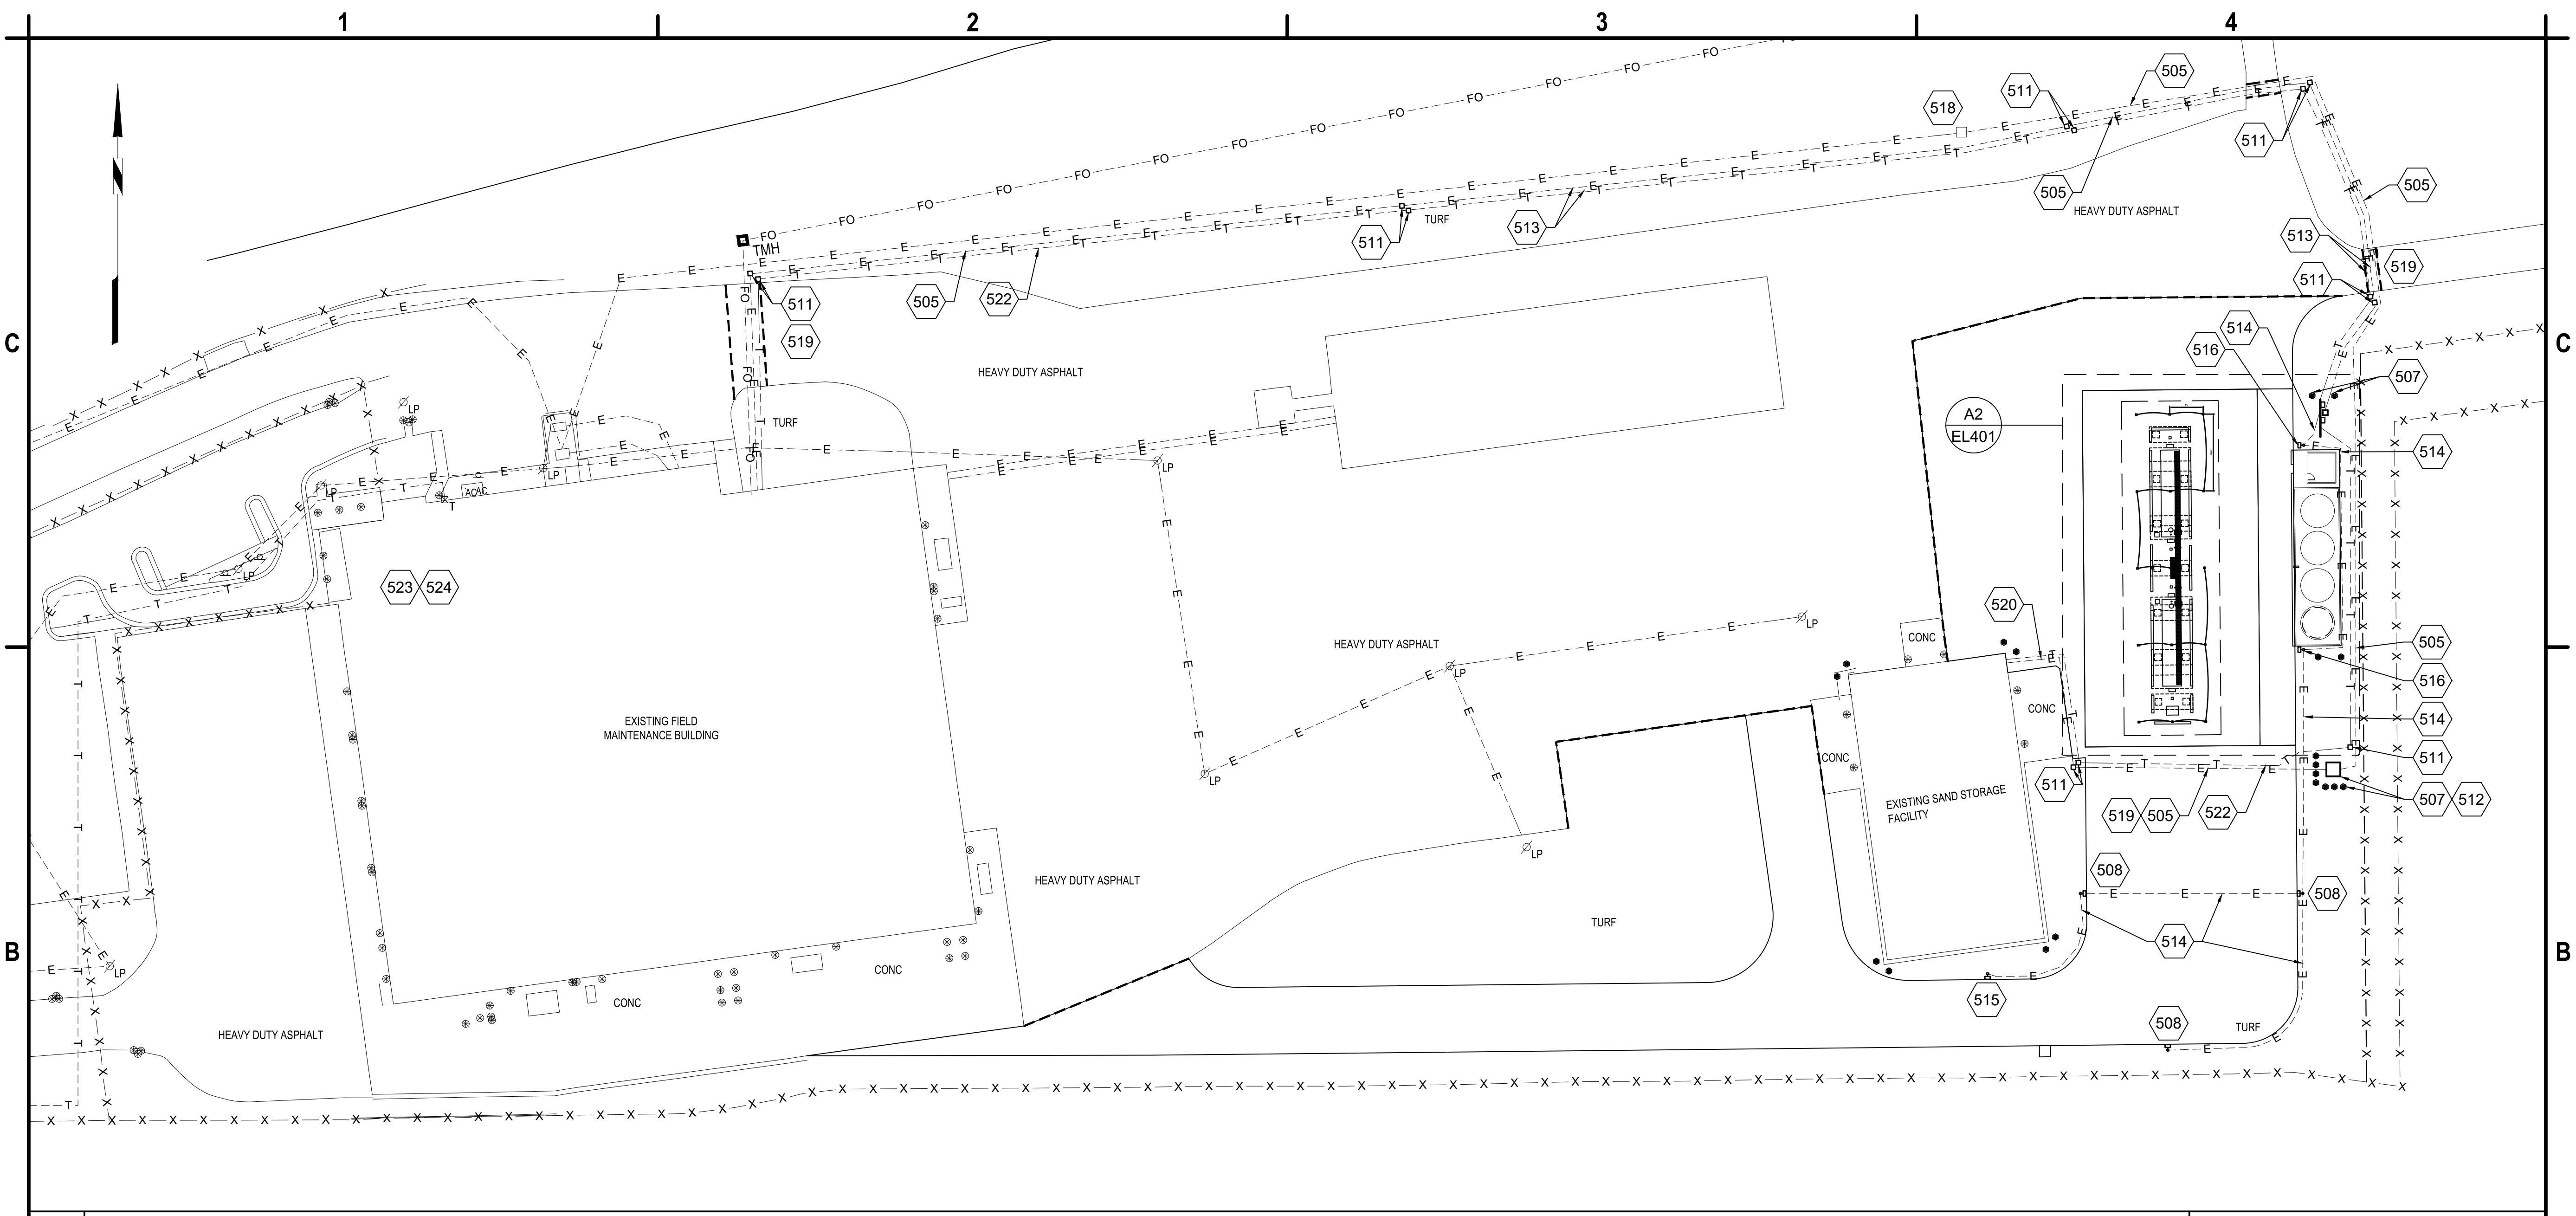 1 2 3 4
505
511
518
511
505
505
HEAVY DUTY ASPHALT
TURF
513
511
513
519
511
TMH
511
519
505
522
514
516
507
C
C
HEAVY DUTY ASPHALT
A2
EL401
TURF
LP
LP
LP
LP
514
ACAC
T
LP
523
524
520
LP
CONC
HEAVY DUTY ASPHALT
LP
505
516
514
511
CONC
EXISTING FIELD
MAINTENANCE BUILDING
CONC
LP
511
507
512
EXISTING SAND STORAGE
FACILITY
519
505
522
LP
HEAVY DUTY ASPHALT
508
508
TURF
514
B
B
LP
CONC
CONC
515
508
TURF
HEAVY DUTY ASPHALT